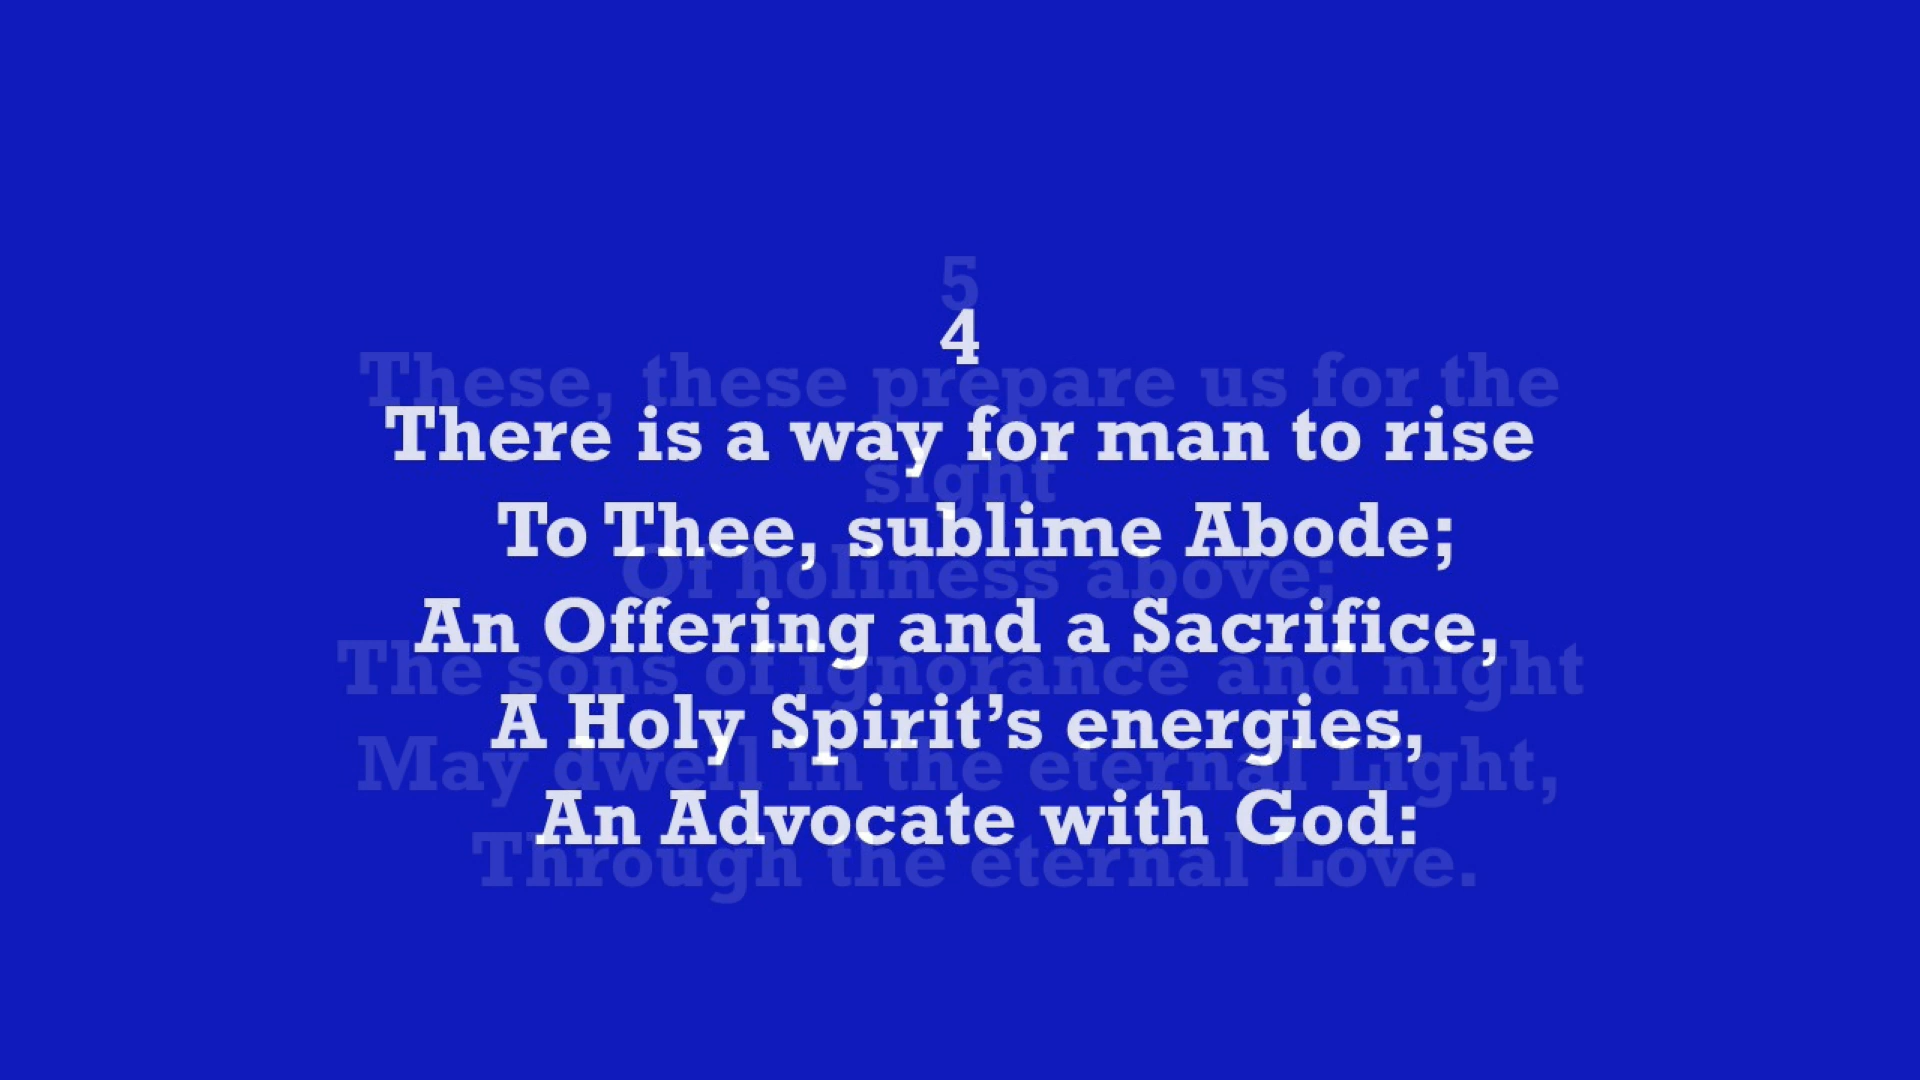 4
There is a way for man to rise
To Thee, sublime Abode;
An Offering and a Sacrifice,
A Holy Spirit’s energies,
An Advocate with God:
5
These, these prepare us for the
sight
Of holiness above;
The sons of ignorance and night
May dwell in the eternal Light,
Through the eternal Love.